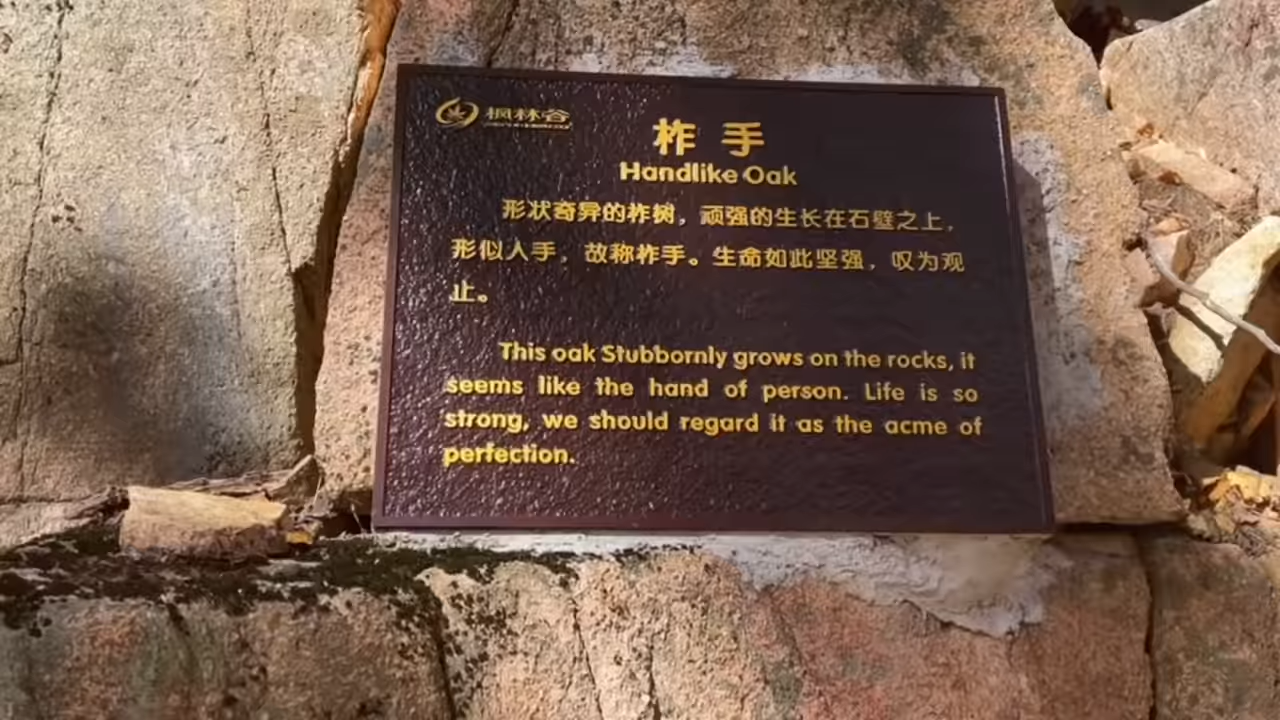 枫林谷
柞手
Handlike Oak
形状奇异的柞树，顽强的生长在石壁之上，
形似人手，故称柞手。生命如此坚强，叹为观
止。
This oak Stubbornly grows on the rocks, it
seems like the hand of person. Life is so
strong, we should regard it as the acme of
perfection.